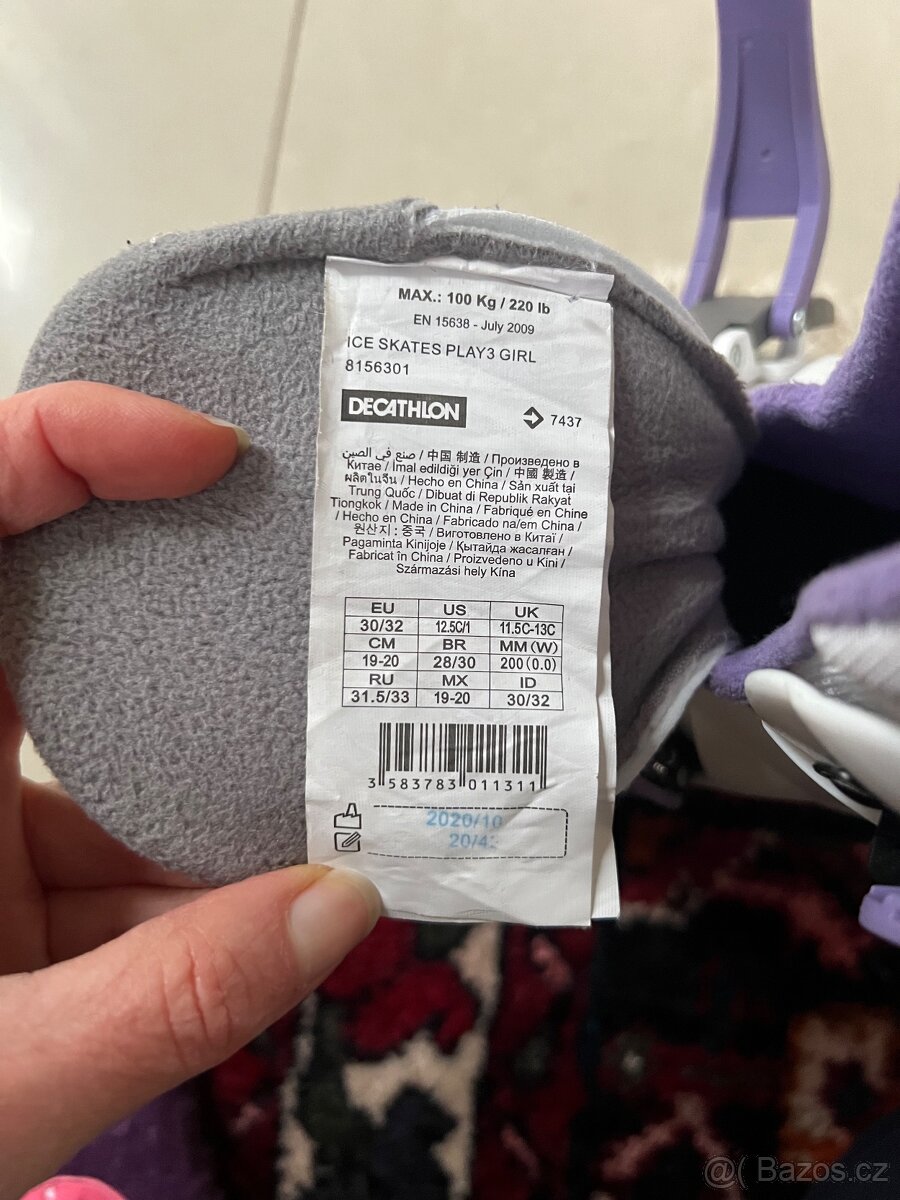 MAX.: 100 Kg / 220 lb
EN 15638 - July 2009
ICE SKATES PLAY3 GIRL
8156301
DECATHLON
7437
صنع في الصين / 中国 制造 / Произведено в
Китае / İmal edildiği yer Çin / 中國 製造 /
ผลิตในจีน / Hecho en China / Sản xuất tại
Trung Quốc / Dibuat di Republik Rakyat
Tiongkok / Made in China / Fabriqué en Chine
/ Hecho en China / Fabricado na/em China /
원산지 : 중국 / Виготовлено в Китаї /
Pagaminta Kinijoje / Қытайда жасалған /
Fabricat în China / Proizvedeno u Kini /
Származási hely Kína
EU US UK
30/32 12.5C/1 11.5C-13C
CM BR MM (W)
19-20 28/30 200 (0.0)
RU MX ID
31.5/33 19-20 30/32
3 583783 011311
2020/10
20/42
@( Bazos.cz